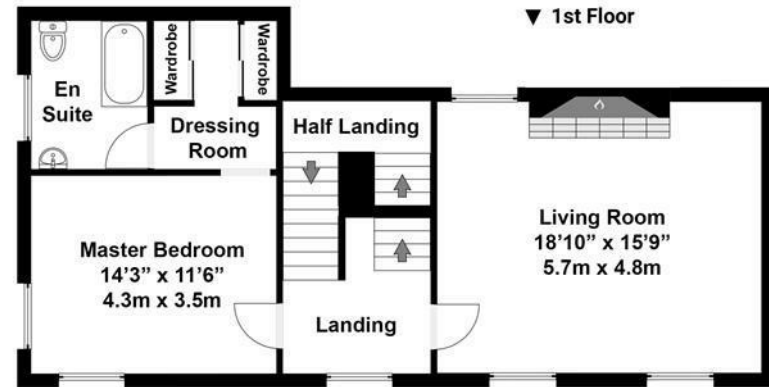 ▼ 1st Floor
Wardrobe
Wardrobe
En
Suite
Dressing
Room
Half Landing
Living Room
18'10" x 15'9"
5.7m x 4.8m
Master Bedroom
14'3" x 11'6"
4.3m x 3.5m
Landing